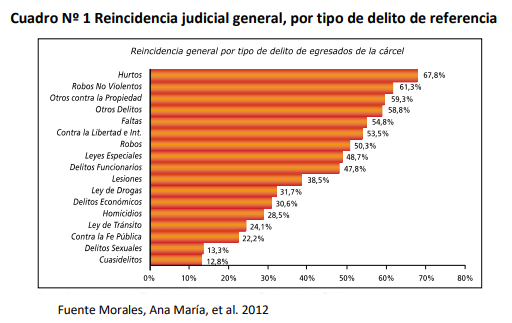 Cuadro Nº 1 Reincidencia judicial general, por tipo de delito de referencia
Reincidencia general por tipo de delito de egresados de la cárcel
Hurtos 67,8%
Robos No Violentos 61,3%
Otros contra la Propiedad 59,3%
Otros Delitos 58,8%
Faltas 54,8%
Contra la Libertad e Int. 53,5%
Robos 50,3%
Leyes Especiales 48,7%
Delitos Funcionarios 47,8%
Lesiones 38,5%
Ley de Drogas 31,7%
Delitos Económicos 30,6%
Homicidios 28,5%
Ley de Tránsito 24,1%
Contra la Fe Pública 22,2%
Delitos Sexuales 13,3%
Cuasidelitos 12,8%
0% 10% 20% 30% 40% 50% 60% 70% 80%
Fuente Morales, Ana María, et al. 2012